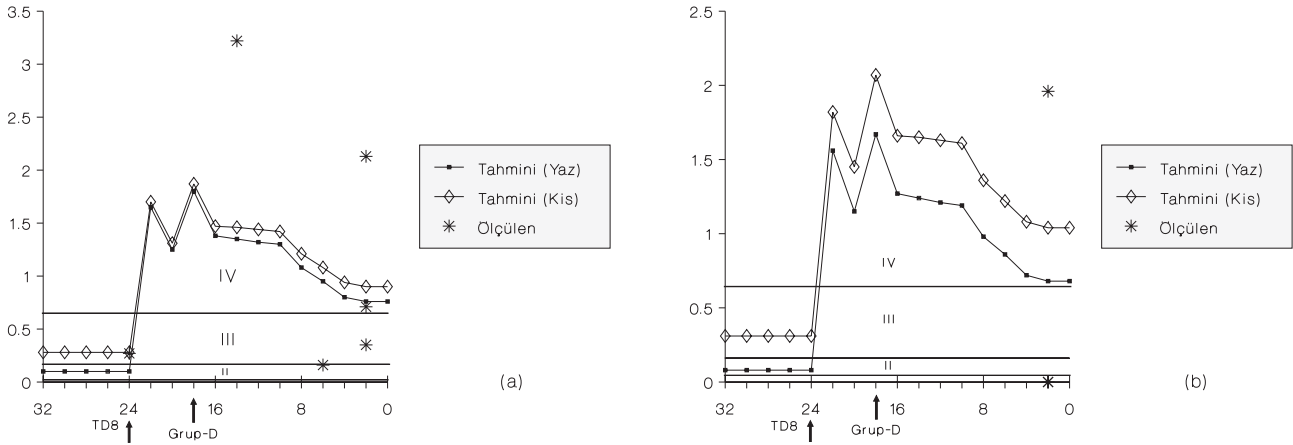 3.5
3
2.5
2
1.5
1
0.5
0
32
24
16
8
0
TD8
Grup-D
IV
III
II
Tahmini (Yaz)
Tahmini (Kis)
Ölçülen
(a)
2.5
2
1.5
1
0.5
0
32
24
16
8
0
TD8
Grup-D
IV
III
II
Tahmini (Yaz)
Tahmini (Kis)
Ölçülen
(b)